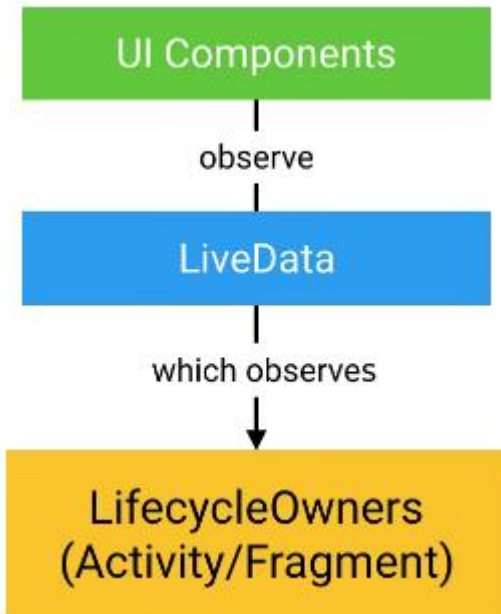 UI Components
observe
LiveData
which observes
LifecycleOwners
(Activity/Fragment)